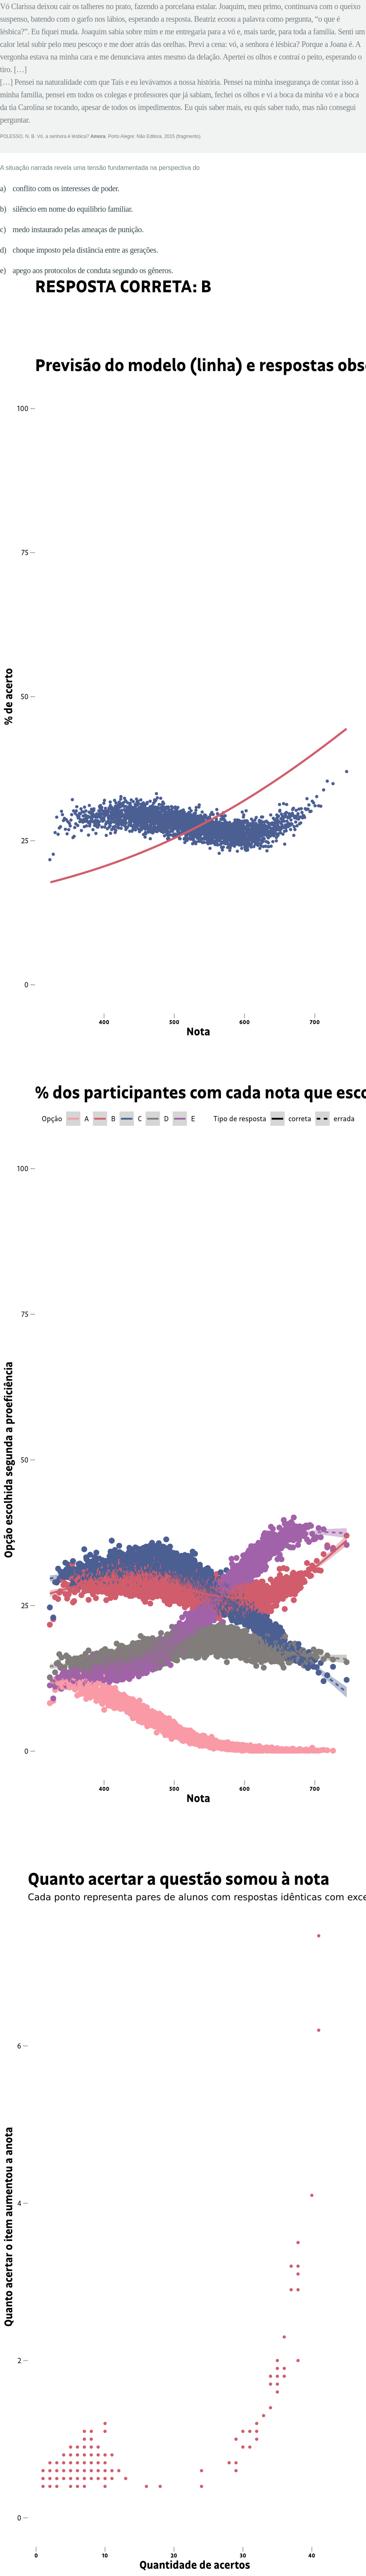 Vó Clarissa deixou cair os talheres no prato, fazendo a porcelana estalar. Joaquim, meu primo, continuava com o queixo
suspenso, batendo com o garfo nos lábios, esperando a resposta. Beatriz ecoou a palavra como pergunta, “o que é
lésbica?”. Eu fiquei muda. Joaquim sabia sobre mim e me entregaria para a vó e, mais tarde, para toda a família. Senti um
calor letal subir pelo meu pescoço e me doer atrás das orelhas. Previ a cena: vó, a senhora é lésbica? Porque a Joana é. A
vergonha estava na minha cara e me denunciava antes mesmo da delação. Apertei os olhos e contraí o peito, esperando o
tiro. […]
[…] Pensei na naturalidade com que Taís e eu levávamos a nossa história. Pensei na minha insegurança de contar isso à
minha família, pensei em todos os colegas e professores que já sabiam, fechei os olhos e vi a boca da minha vó e a boca
da tia Carolina se tocando, apesar de todos os impedimentos. Eu quis saber mais, eu quis saber tudo, mas não consegui
perguntar.
POLESSO, N. B. Vó, a senhora é lésbica? Amora. Porto Alegre: Não Editora, 2015 (fragmento).
A situação narrada revela uma tensão fundamentada na perspectiva do
a) conflito com os interesses de poder.
b) silêncio em nome do equilíbrio familiar.
c) medo instaurado pelas ameaças de punição.
d) choque imposto pela distância entre as gerações.
e) apego aos protocolos de conduta segundo os gêneros.
RESPOSTA CORRETA: B
Previsão do modelo (linha) e respostas obs
100
75
50
25
0
% de acerto
400 500 600 700
Nota
% dos participantes com cada nota que esco
Opção A B C D E Tipo de resposta correta errada
100
75
50
25
0
Opção escolhida segunda a proeficiência
400 500 600 700
Nota
Quanto acertar a questão somou à nota
Cada ponto representa pares de alunos com respostas idênticas com exce
6
4
2
0
Quanto acertar o item aumentou a anota
0 10 20 30 40
Quantidade de acertos